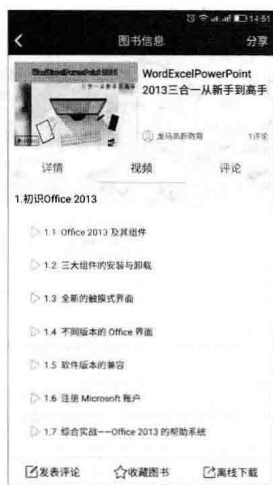 14:51
图书信息
分享
WordExcelPowerPoint
2013三合一从新手到高手
龙马高新教育
1评论
详情
视频
评论
1.初识Office 2013
1.1 Office 2013 及其组件
1.2 三大组件的安装与卸载
1.3 全新的触摸式界面
1.4 不同版本的 Office 界面
1.5 软件版本的兼容
1.6 注册 Microsoft 账户
1.7 综合实战——Office 2013 的帮助系统
发表评论
收藏图书
离线下载